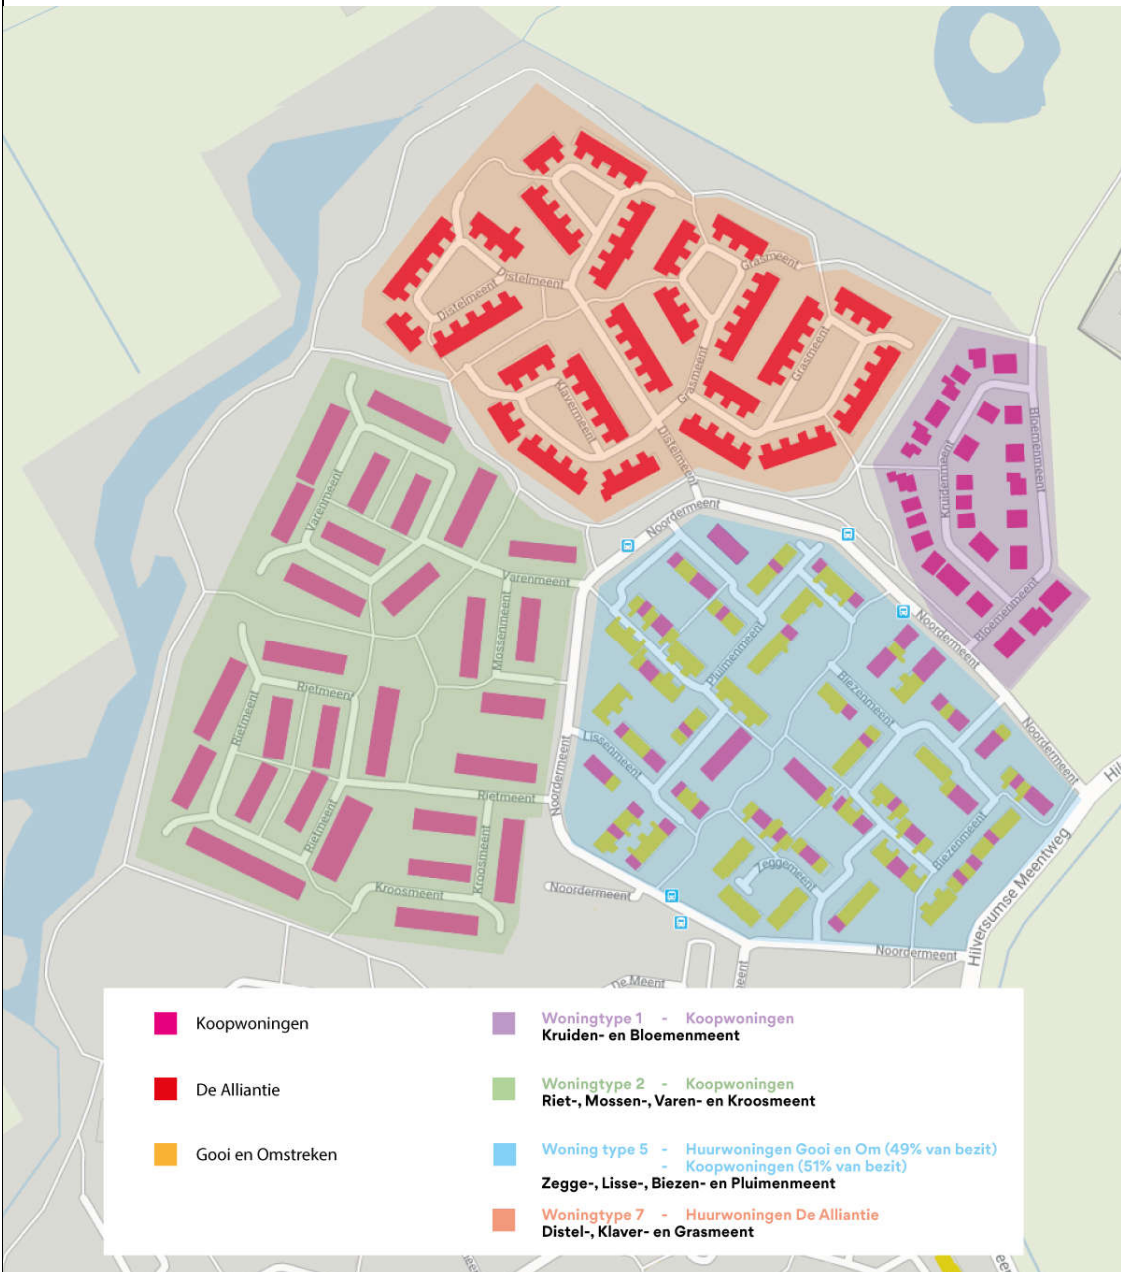 Distelmeent
Grasmeent
Distelmeent
Grasmeent
Grasmeent
Klavermeent
Distelmeent
Bloemenmeent
Kruidenmeent
Bloemenmeent
Varenmeent
Noordermeent
Varenmeent
Mossenmeent
Noordermeent
Pluimenmeent
Biezenmeent
Rietmeent
Rietmeent
Lissenmeent
Noordermeent
Noordermeent
Hil
Rietmeent
Rietmeent
Biezenmeent
Kroosmeent
Zeggemeent
Kroosmeent
Noordermeent
Hilversumse Meentweg
Noordermeent
De Meent
meent
Koopwoningen
De Alliantie
Gooi en Omstreken
Woningtype 1 - Koopwoningen
Kruiden- en Bloemenmeent
Woningtype 2 - Koopwoningen
Riet-, Mossen-, Varen- en Kroosmeent
Woning type 5 - Huurwoningen Gooi en Om (49% van bezit)
- Koopwoningen (51% van bezit)
Zegge-, Lisse-, Biezen- en Pluimenmeent
Woningtype 7 - Huurwoningen De Alliantie
Distel-, Klaver- en Grasmeent